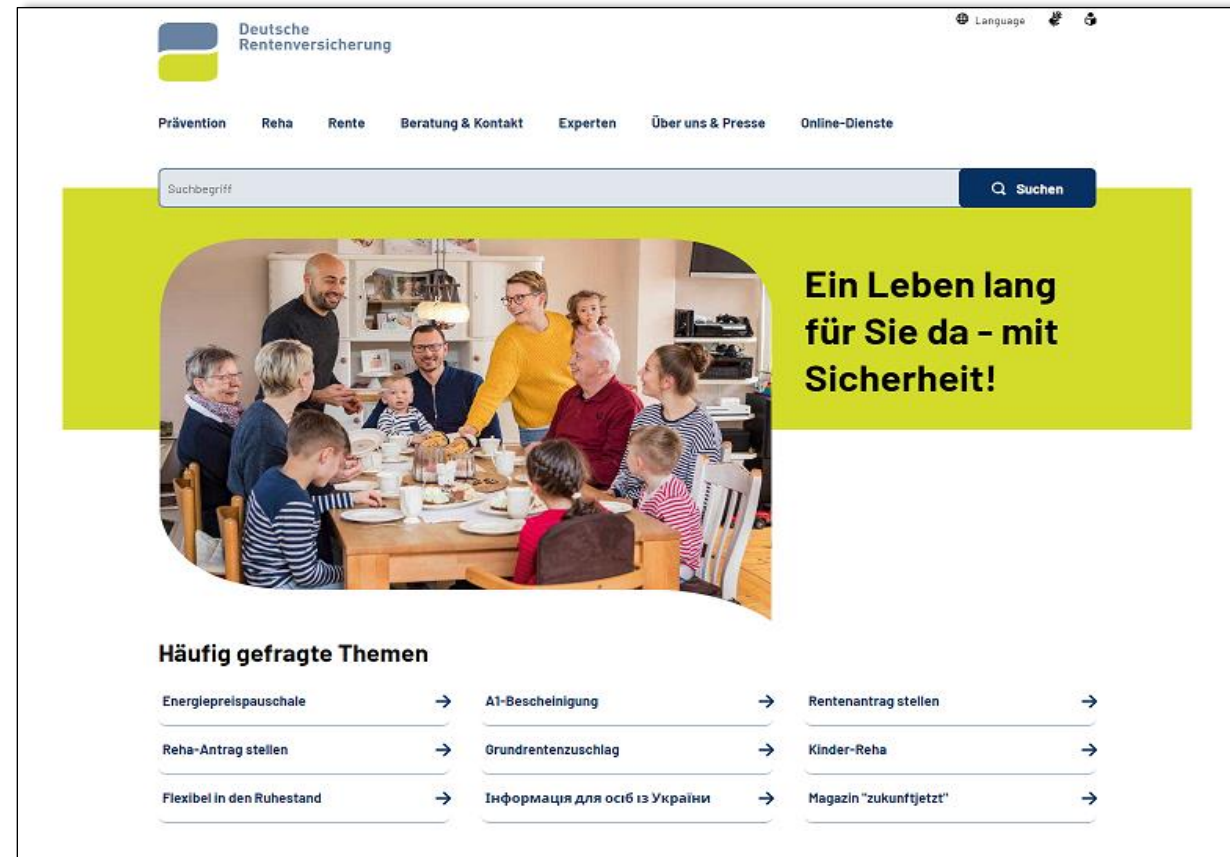 Deutsche
Rentenversicherung
Language
Prävention Reha Rente Beratung & Kontakt Experten Über uns & Presse Online-Dienste
Suchbegriff
Suchen
Ein Leben lang
für Sie da - mit
Sicherheit!
Häufig gefragte Themen
Energiepreispauschale A1-Bescheinigung Rentenantrag stellen
Reha-Antrag stellen Grundrentenzuschlag Kinder-Reha
Flexibel in den Ruhestand Інформація для осіб із України Magazin "zukunftjetzt"